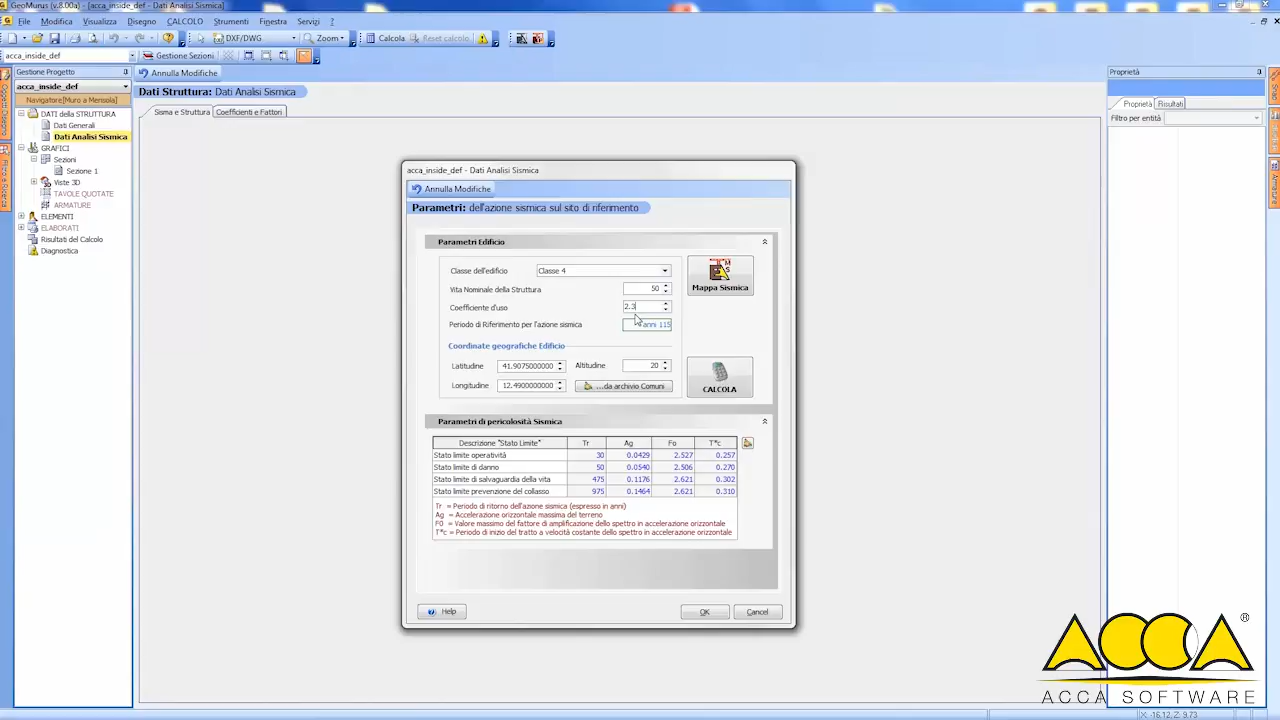 GeoMurus (v.8.00a) - [acca_inside_def - Dati Analisi Sismica]
File Modifica Visualizza Disegno CALCOLO Strumenti Finestra Servizi ?
DXF/DWG Zoom Calcola Reset calcolo
acca_inside_def Gestione Sezioni
Gestione Progetto
Annulla Modifiche
Proprietà
acca_inside_def
Dati Struttura: Dati Analisi Sismica
Navigatore[Muro a Mensola]
Proprietà Risultati
Sisma e Struttura Coefficienti e Fattori
DATI della STRUTTURA
Filtro per entità
Dati Generali
Dati Analisi Sismica
GRAFICI
Sezioni
Sezione 1
Viste 3D
TAVOLE QUOTATE
ARMATURE
ELEMENTI
ELABORATI
Risultati del Calcolo
Diagnostica
acca_inside_def - Dati Analisi Sismica
Annulla Modifiche
Parametri: dell'azione sismica sul sito di riferimento
Parametri Edificio
Classe dell'edificio Classe 4
Vita Nominale della Struttura 50
Mappa Sismica
Coefficiente d'uso 2.3
Periodo di Riferimento per l'azione sismica anni 115
Coordinate geografiche Edificio
Latitudine 41.9075000000 Altitudine 20
Longitudine 12.4900000000 ...da archivio Comuni
CALCOLA
Parametri di pericolosità Sismica
Descrizione "Stato Limite" Tr Ag Fo T*c
Stato limite operatività 30 0.0429 2.527 0.257
Stato limite di danno 50 0.0540 2.506 0.270
Stato limite di salvaguardia della vita 475 0.1176 2.621 0.302
Stato limite prevenzione del collasso 975 0.1464 2.621 0.310
Tr = Periodo di ritorno dell'azione sismica (espresso in anni)
Ag = Accelerazione orizzontale massima del terreno
F0 = Valore massimo del fattore di amplificazione dello spettro in accelerazione orizzontale
T*c = Periodo di inizio del tratto a velocità costante dello spettro in accelerazione orizzontale
Help OK Cancel
ACCA ®
ACCA SOFTWARE
X: -16.12, Z: 9.73